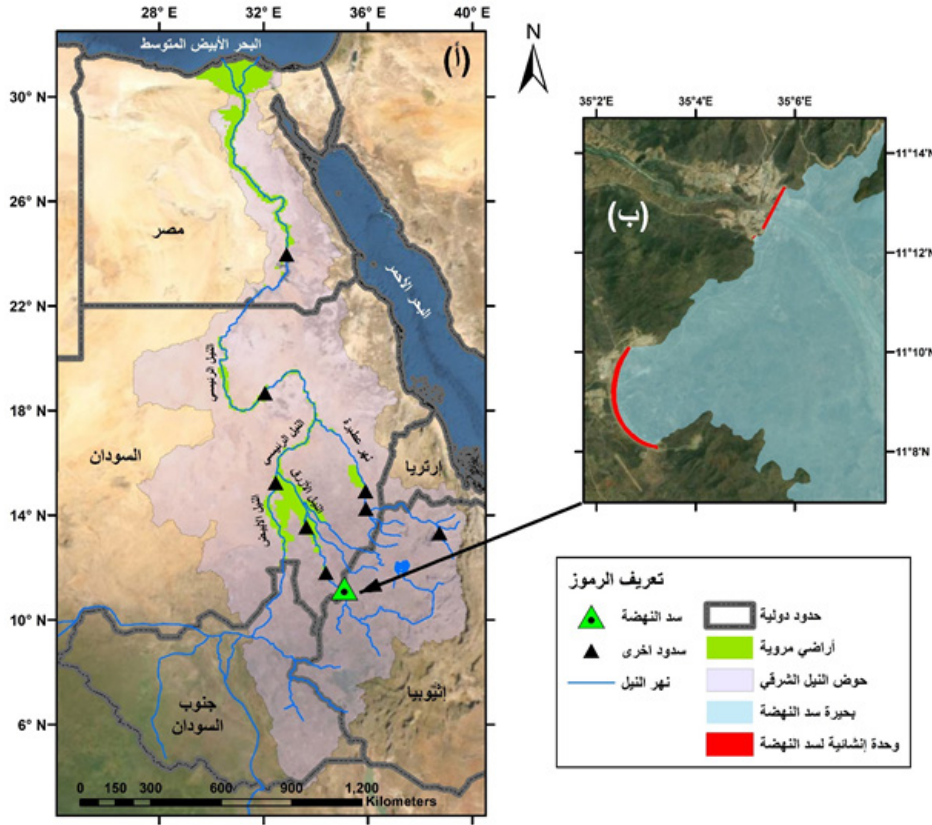 28° E
32° E
36° E
40° E
البحر الأبيض المتوسط
(أ)
30° N
26° N
22° N
18° N
14° N
10° N
6° N
مصر
البحر الأحمر
النيل الرئيسي
السودان
النيل الرئيسي
نهر عطبرة
إرتريا
النيل الأزرق
النيل الأبيض
إثيوبيا
جنوب
السودان
0 150 300 600 900 1,200
Kilometers
N
35°2'E
35°4'E
35°6'E
11°14'N
11°12'N
11°10'N
11°8'N
(ب)
تعريف الرموز
حدود دولية
أراضي مروية
حوض النيل الشرقي
بحيرة سد النهضة
وحدة إنشائية لسد النهضة
سد النهضة
سدود اخرى
نهر النيل